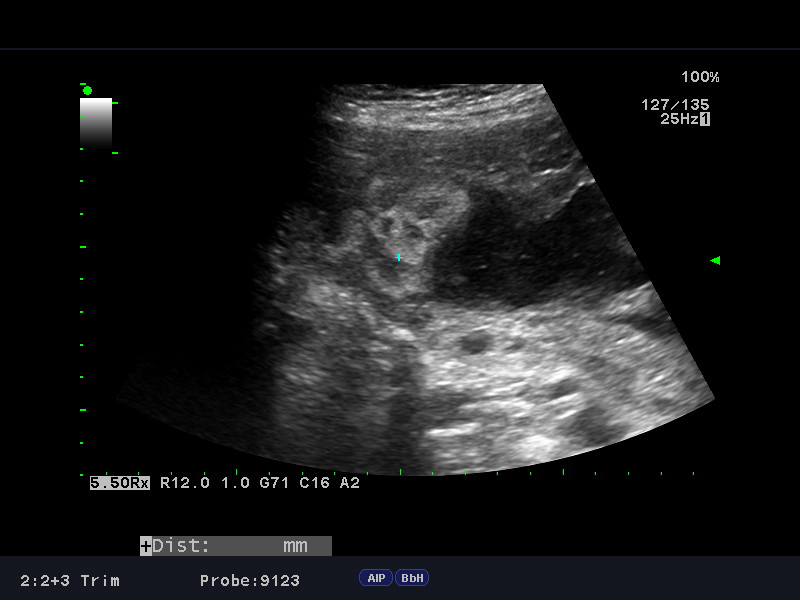 100%
127/135
25Hz1
5.50Rx R12.0 1.0 G71 C16 A2
+Dist: mm
2:2+3 Trim Probe:9123 AIP BbH